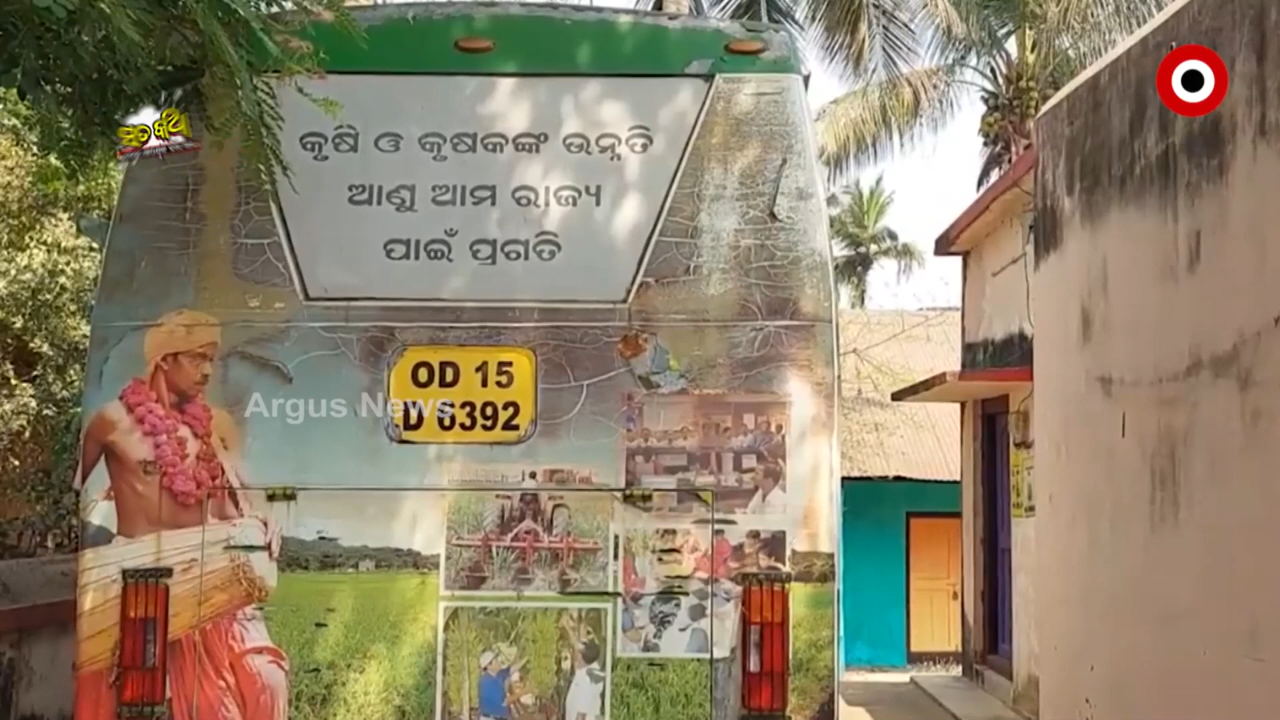 କୃଷି ଓ କୃଷକଙ୍କ ଉନ୍ନତି
ଆଣୁ ଆମ ରାଜ୍ୟ
ପାଇଁ ପ୍ରଗତି
OD 15
D 6392
Argus News